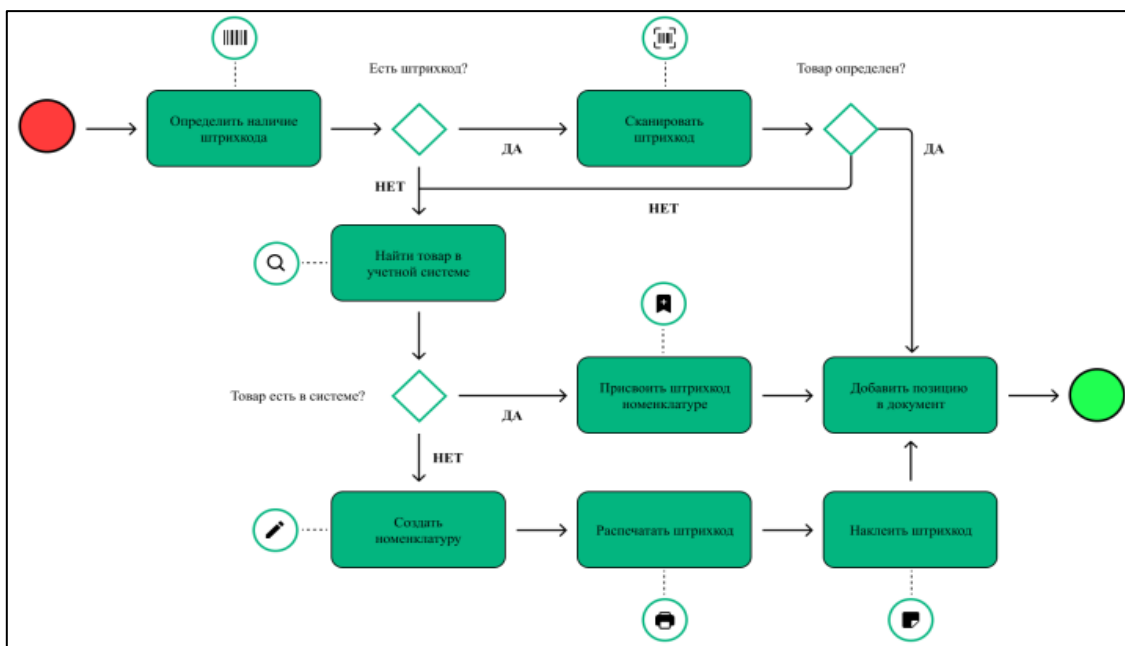 Есть штрихкод?
Товар определен?
Определить наличие
штрихкода
Сканировать
штрихкод
ДА
ДА
НЕТ
НЕТ
Найти товар в
учетной системе
Товар есть в системе?
Присвоить штрихкод
номенклатуре
Добавить позицию
в документ
ДА
НЕТ
Создать
номенклатуру
Распечатать штрихкод
Наклеить штрихкод